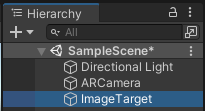 Hierarchy
All
SampleScene*
Directional Light
ARCamera
ImageTarget